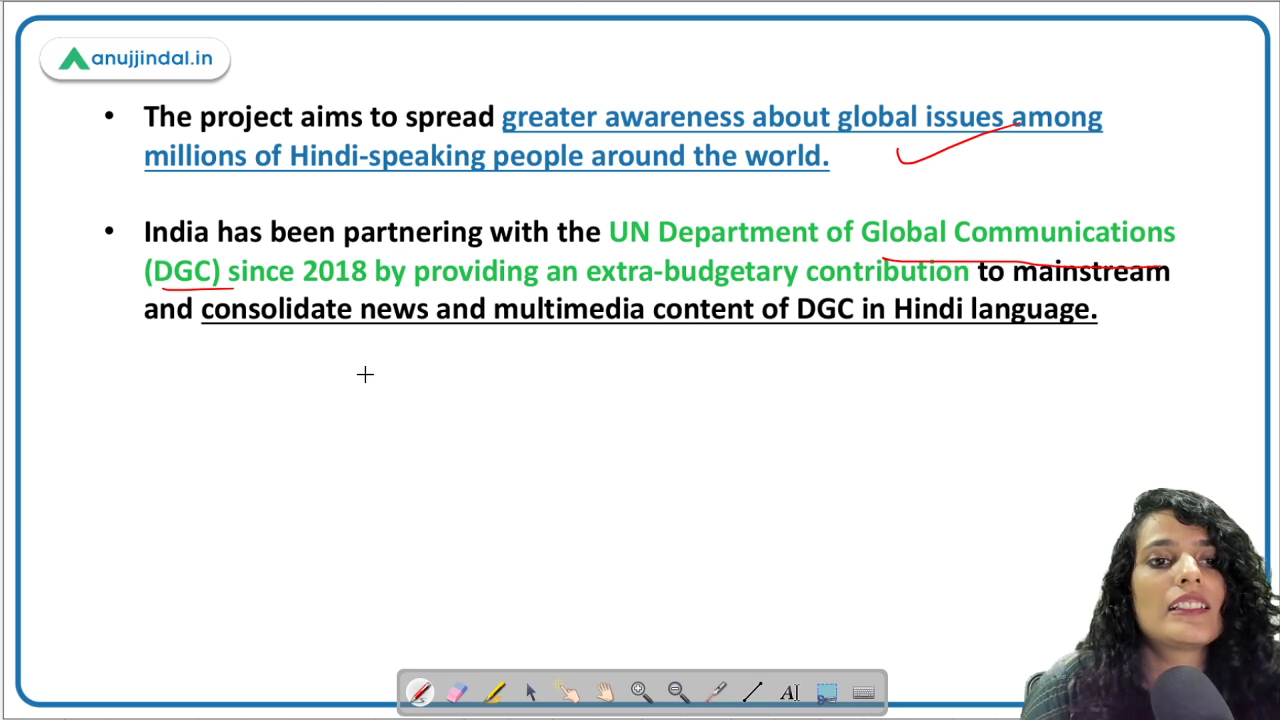 anujjindal.in
• The project aims to spread greater awareness about global issues among
millions of Hindi-speaking people around the world.
• India has been partnering with the UN Department of Global Communications
(DGC) since 2018 by providing an extra-budgetary contribution to mainstream
and consolidate news and multimedia content of DGC in Hindi language.
AI